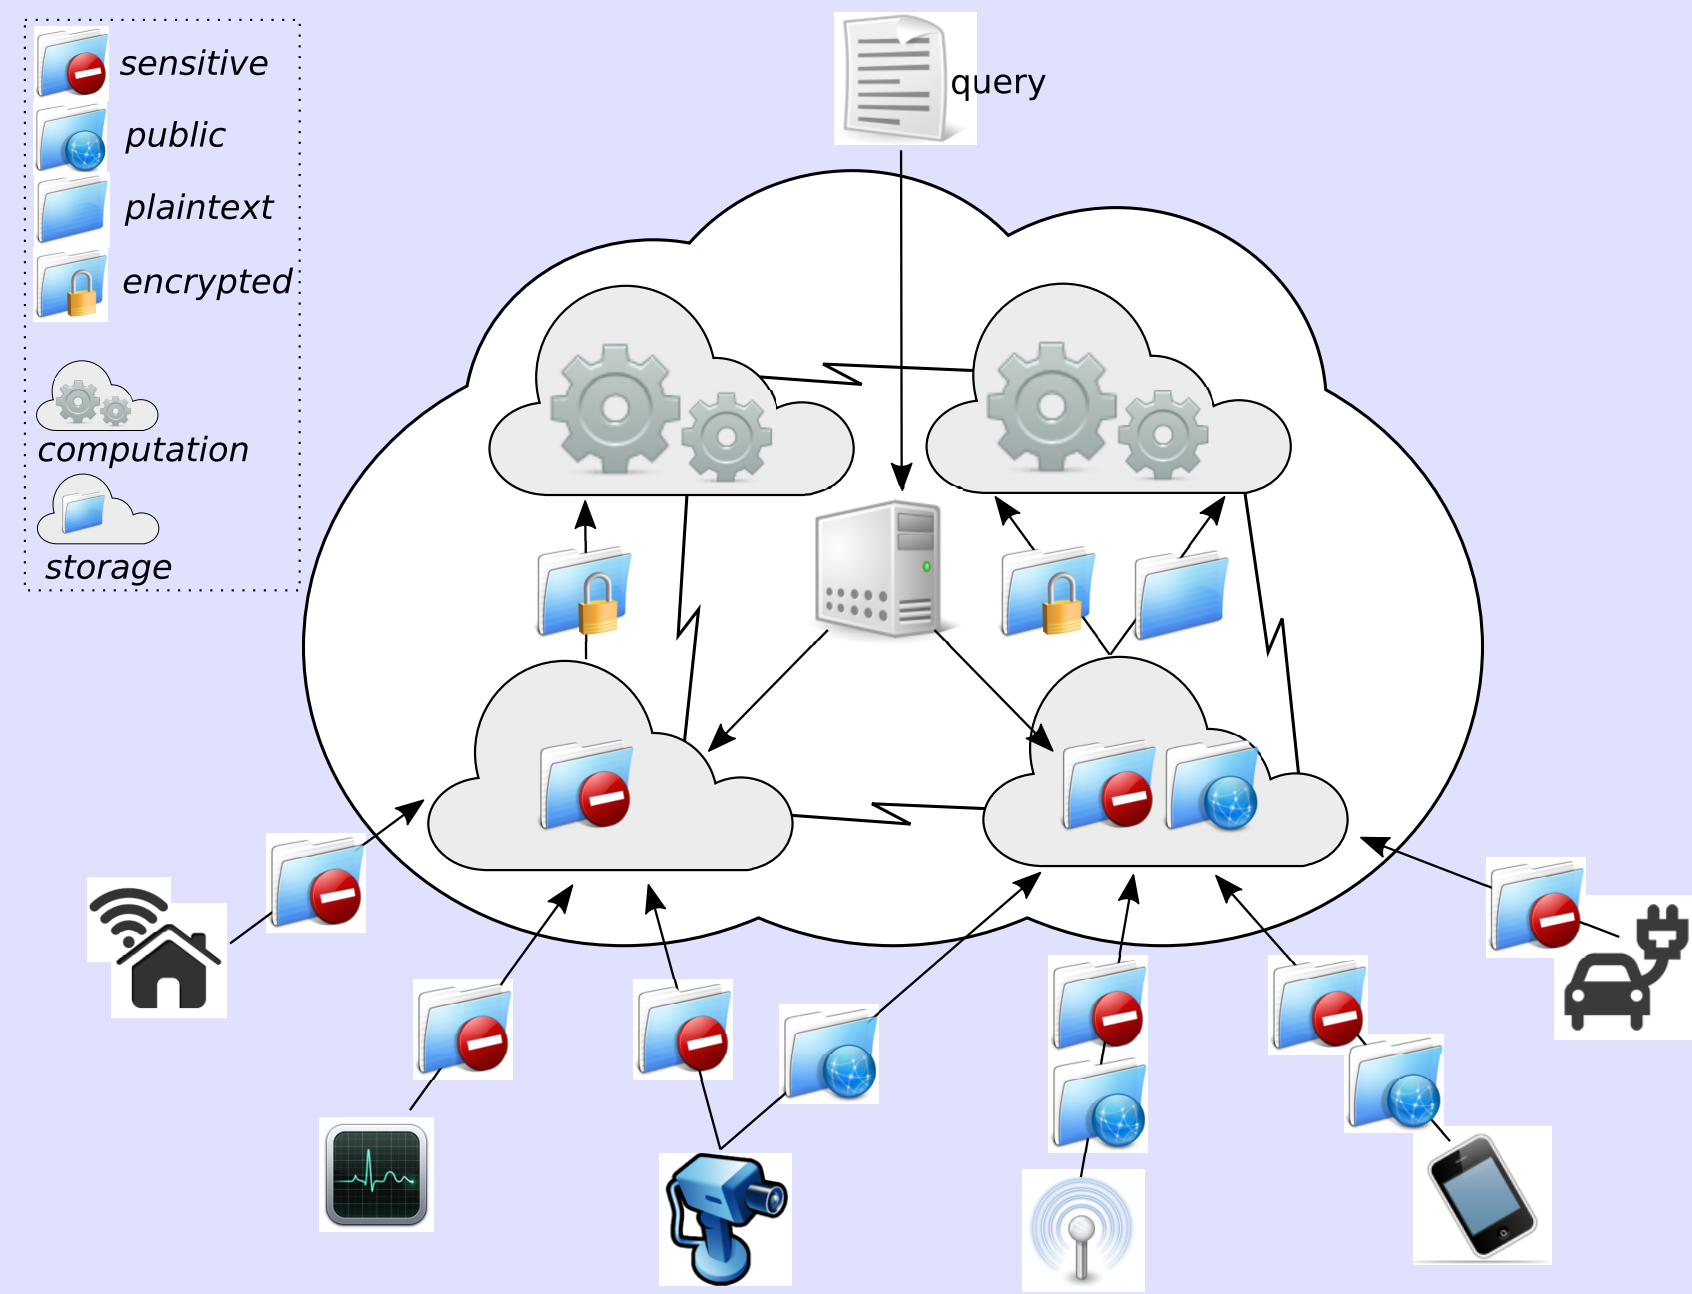 sensitive
public
plaintext
encrypted
computation
storage
query